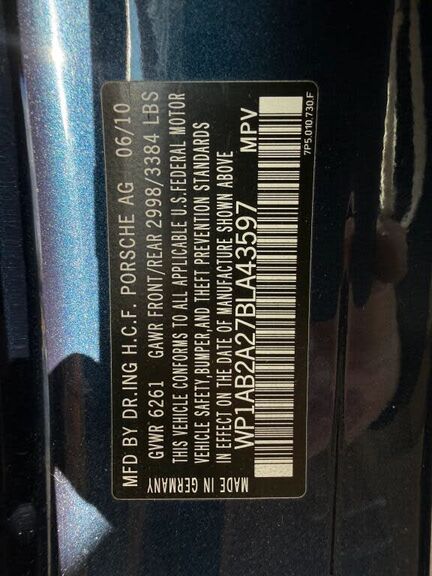 MFD BY DR.ING H.C.F. PORSCHE AG 06/10
GVWR 6261 GAWR FRONT/REAR 2998/3384 LBS
THIS VEHICLE CONFORMS TO ALL APPLICABLE U.S.FEDERAL MOTOR
VEHICLE SAFETY,BUMPER AND THEFT PREVENTION STANDARDS
IN EFFECT ON THE DATE OF MANUFACTURE SHOWN ABOVE
WP1AB2A27BLA43597 MPV
MADE IN GERMANY
7P5.010.730.F